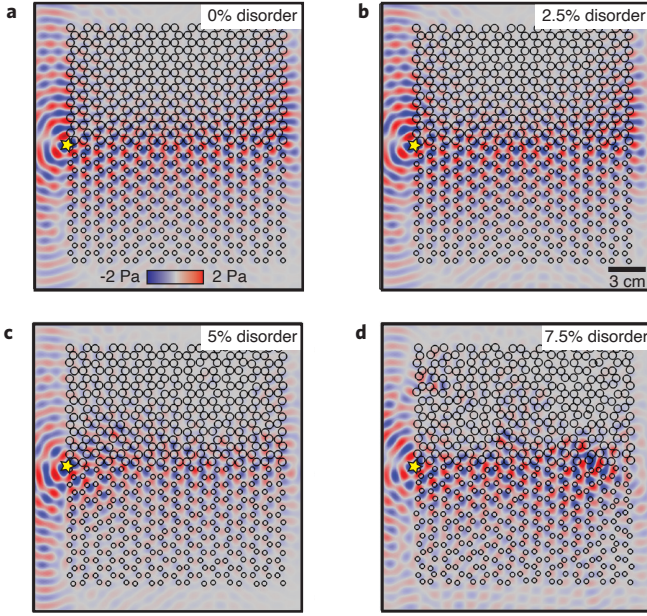 a
0% disorder
-2 Pa 2 Pa
b
2.5% disorder
3 cm
c
5% disorder
d
7.5% disorder